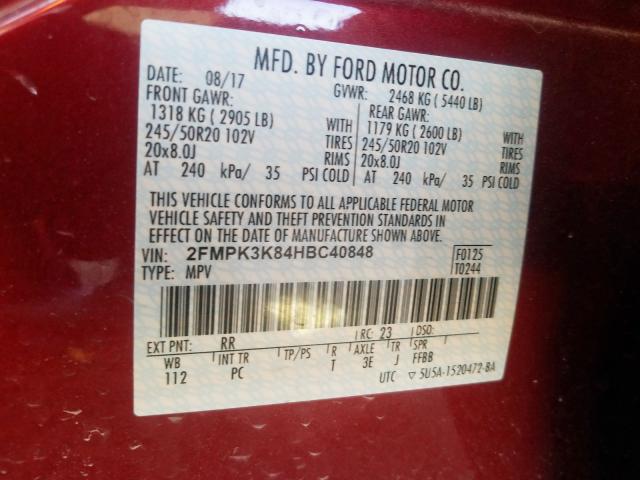 MFD. BY FORD MOTOR CO.
DATE: 08/17 GVWR: 2468 KG ( 5440 LB)
FRONT GAWR: REAR GAWR:
1318 KG ( 2905 LB) WITH 1179 KG ( 2600 LB) WITH
245/50R20 102V TIRES 245/50R20 102V TIRES
20x8.0J RIMS 20x8.0J RIMS
AT 240 kPa/ 35 PSI COLD AT 240 kPa/ 35 PSI COLD
THIS VEHICLE CONFORMS TO ALL APPLICABLE FEDERAL MOTOR
VEHICLE SAFETY AND THEFT PREVENTION STANDARDS IN
EFFECT ON THE DATE OF MANUFACTURE SHOWN ABOVE.
VIN: 2FMPK3K84HBC40848 F0125
TYPE: MPV T0244
EXT PNT: RR RC: 23 DSO:
WB INT TR TP/PS R AXLE TR SPR
112 PC T 3E J FFBB
UTC 5U5A-1520472-BA